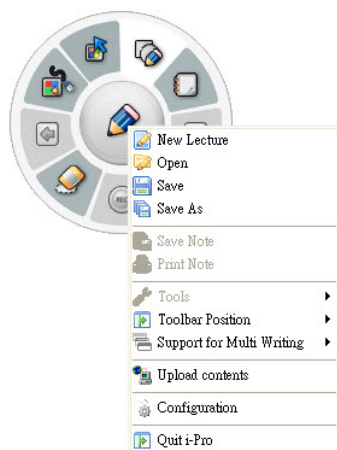 REC
New Lecture
Open
Save
Save As
Save Note
Print Note
Tools
Toolbar Position
Support for Multi Writing
Upload contents
Configuration
Quit i-Pro